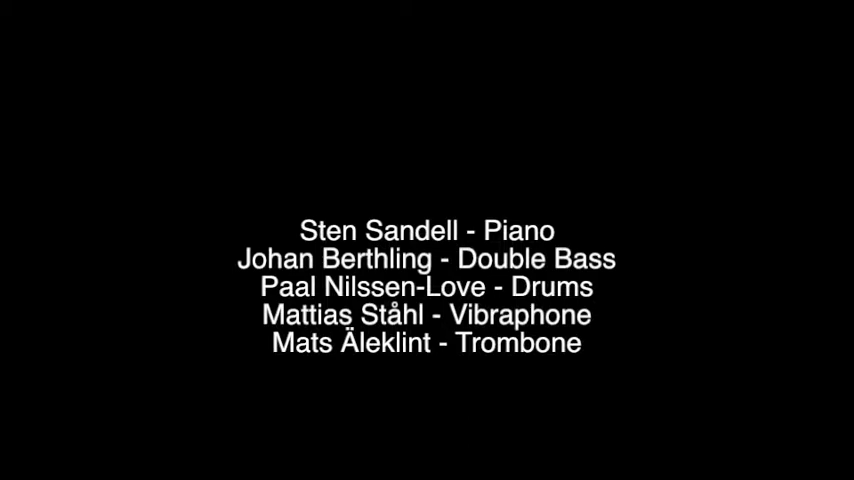 Sten Sandell - Piano
Johan Berthling - Double Bass
Paal Nilssen-Love - Drums
Mattias Ståhl - Vibraphone
Mats Äleklint - Trombone